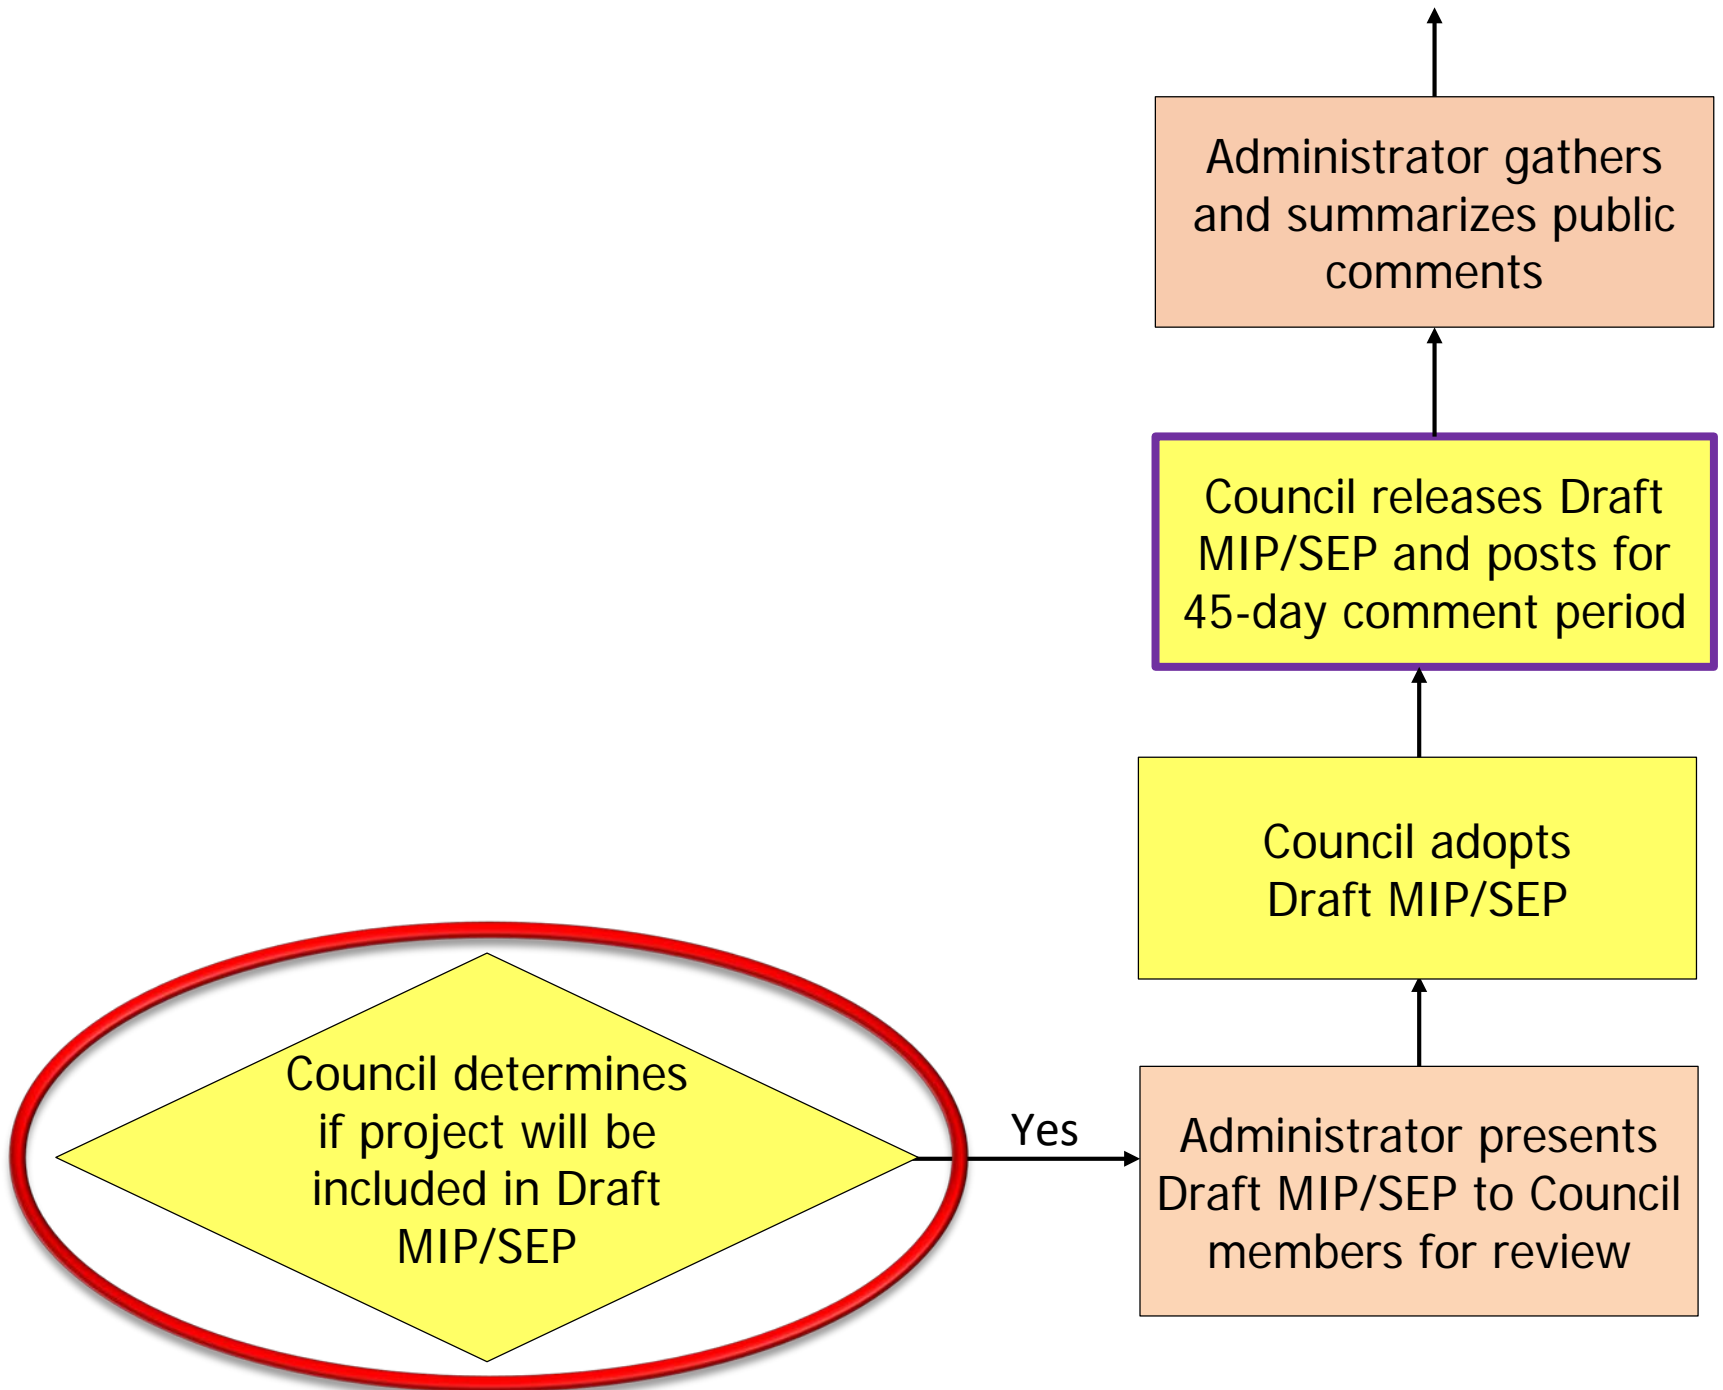 Administrator gathers
and summarizes public
comments
Council releases Draft
MIP/SEP and posts for
45-day comment period
Council adopts
Draft MIP/SEP
Council determines
if project will be
included in Draft
MIP/SEP
Yes
Administrator presents
Draft MIP/SEP to Council
members for review